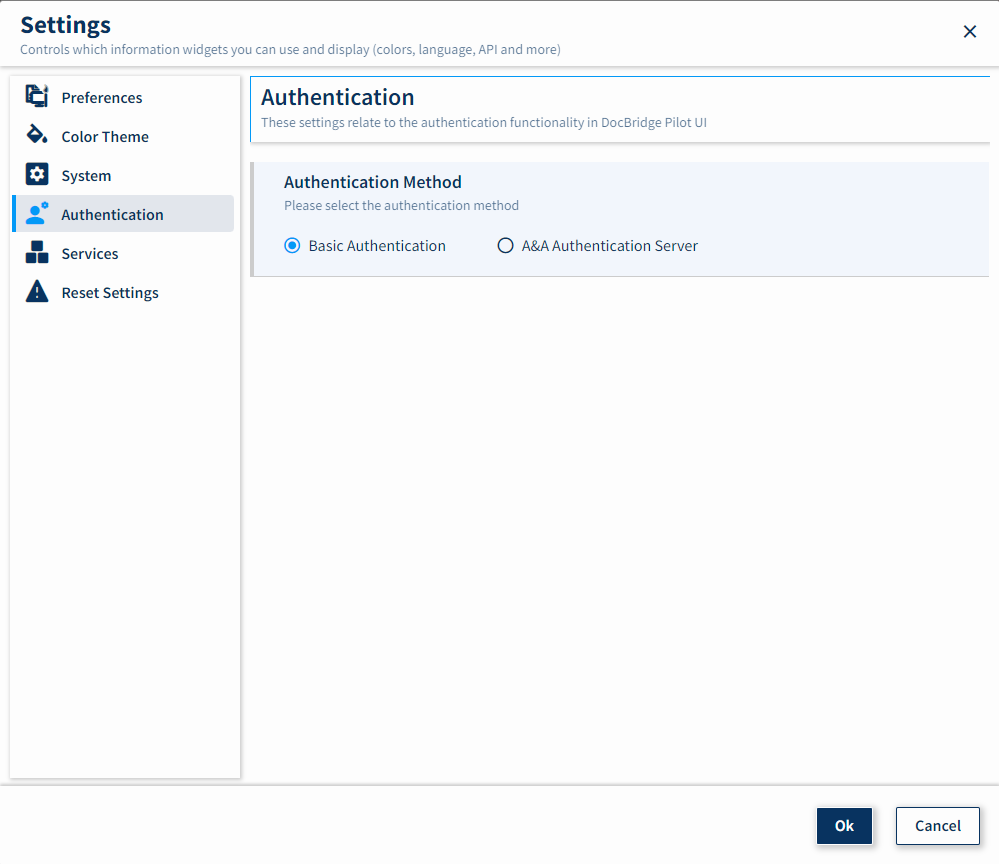 Settings
Controls which information widgets you can use and display (colors, language, API and more)
Preferences
Color Theme
System
Authentication
Services
Reset Settings
Authentication
These settings relate to the authentication functionality in DocBridge Pilot UI
Authentication Method
Please select the authentication method
Basic Authentication
A&A Authentication Server
Ok
Cancel